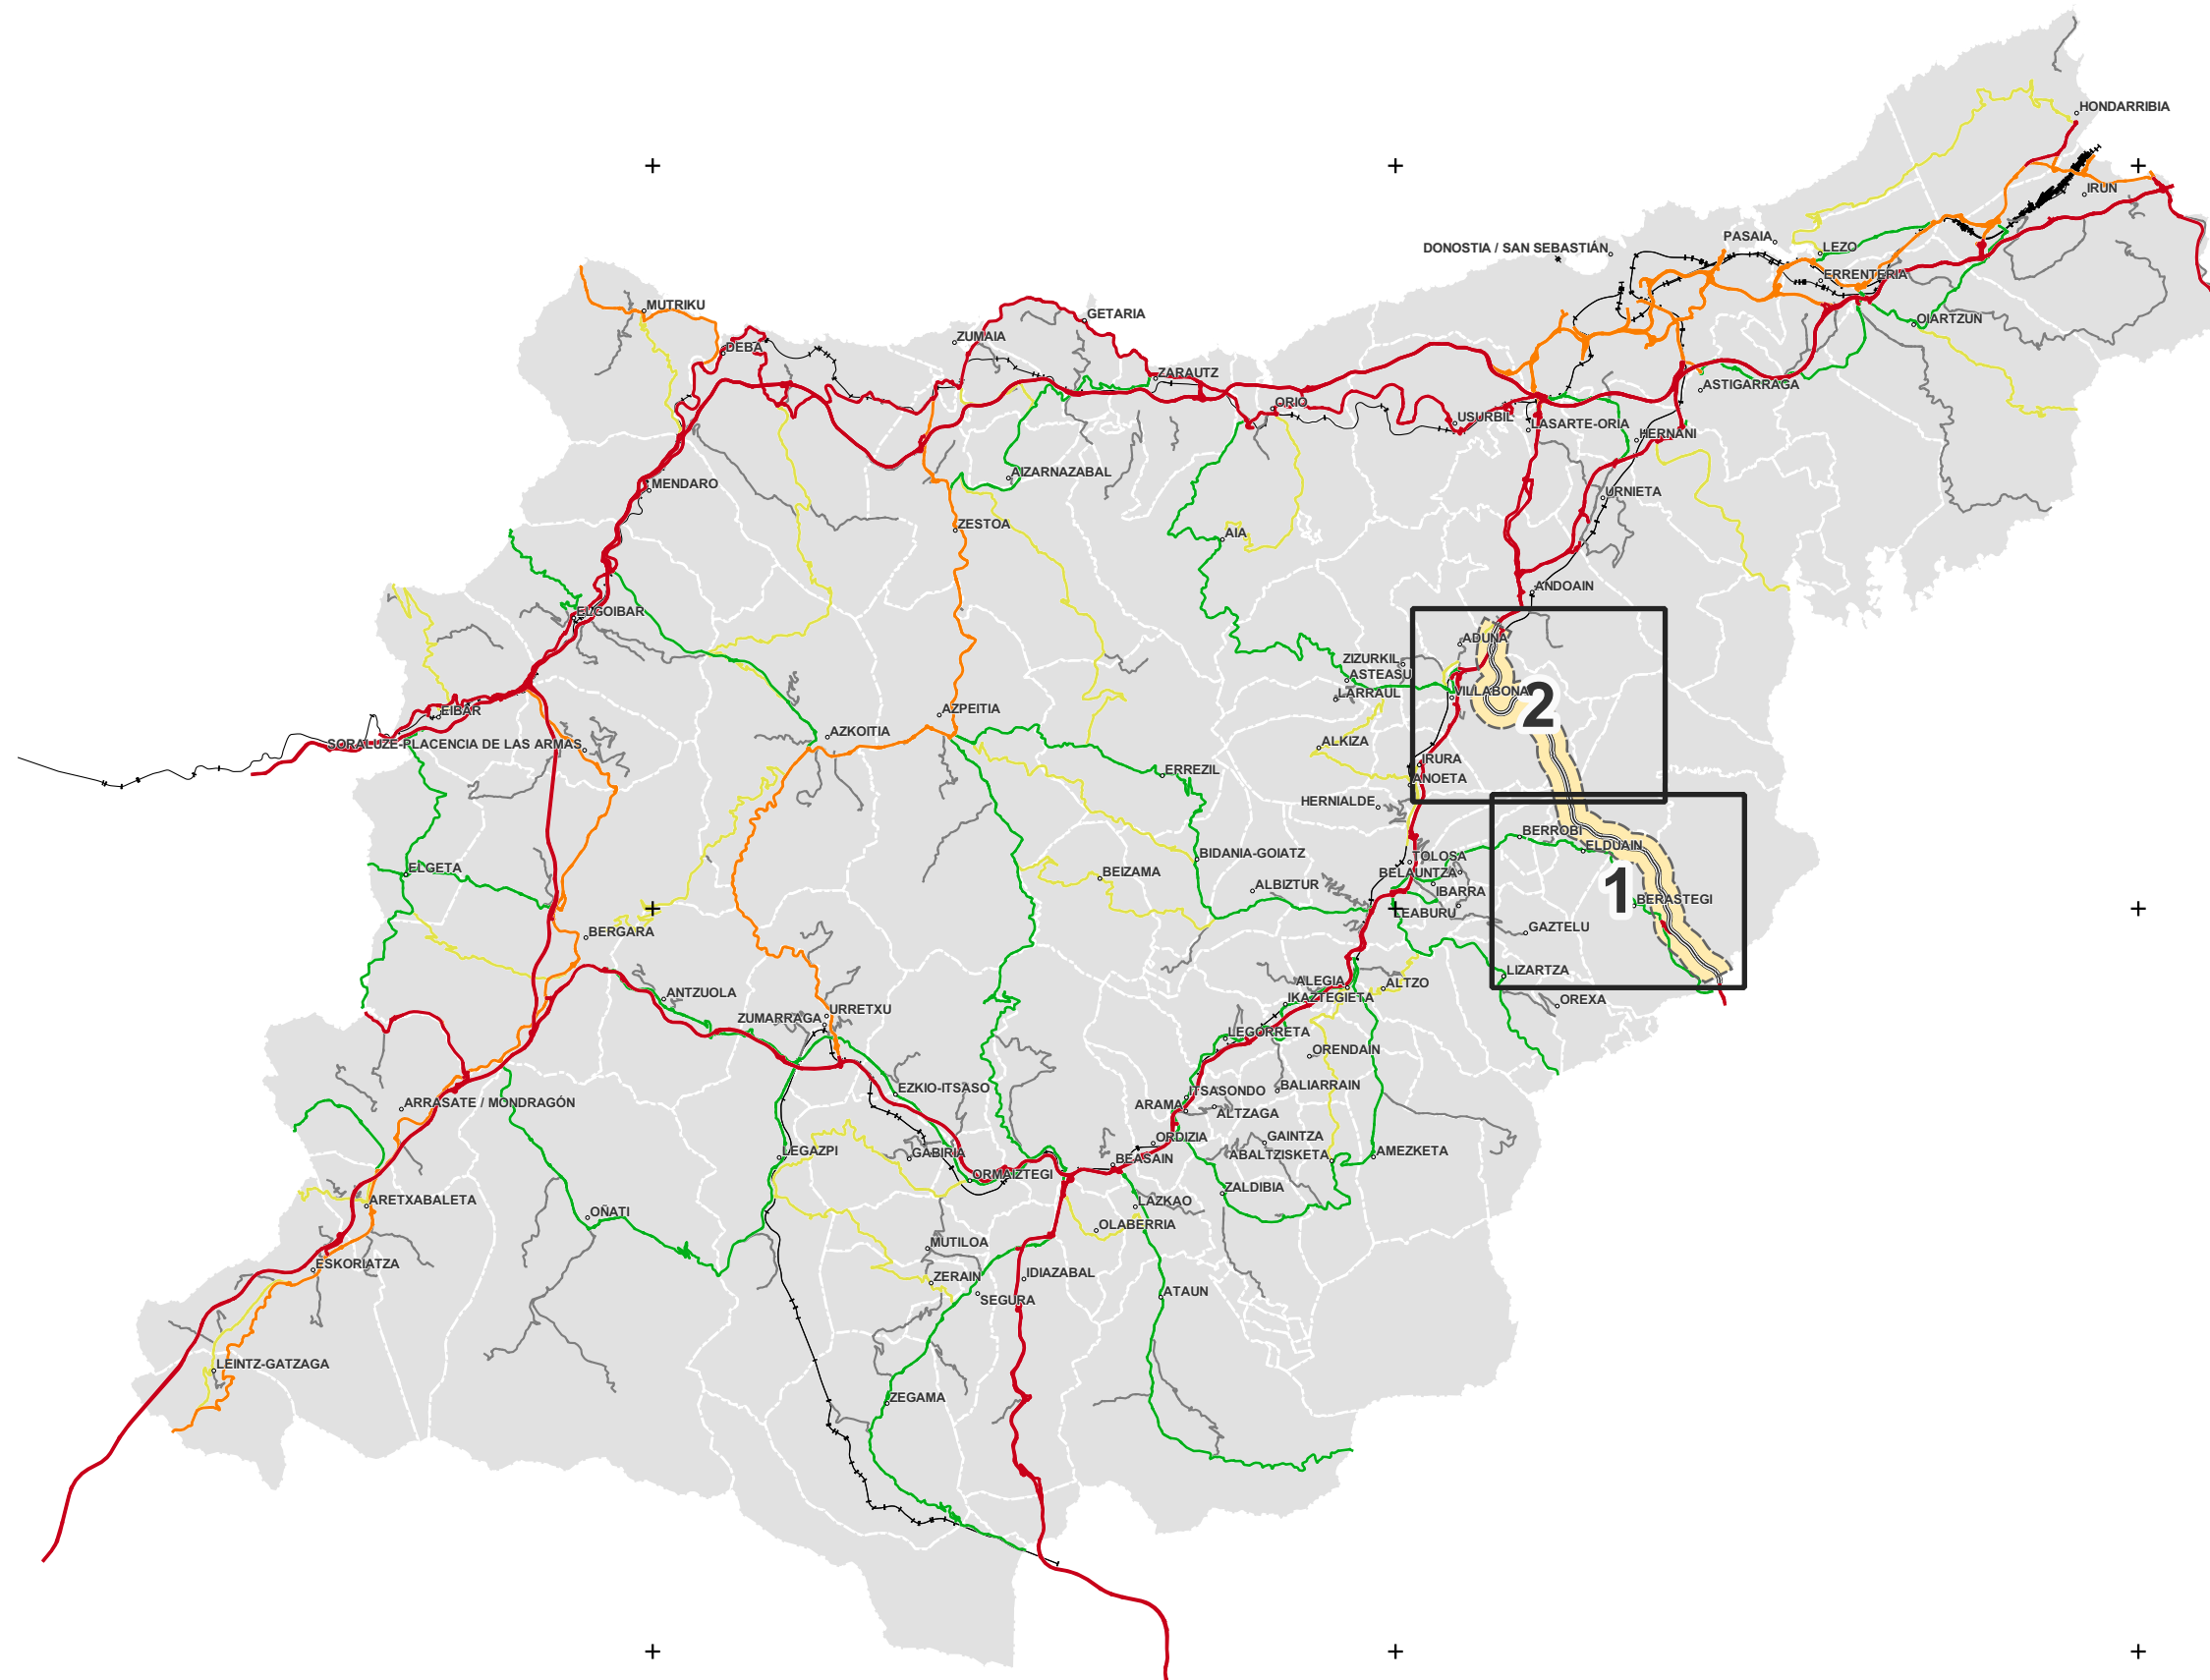 HONDARRIBIA
IRUN
PASAIA
LEZO
DONOSTIA / SAN SEBASTIÁN
ERRENTERIA
MUTRIKU
GETARIA
OIARTZUN
ZUMAIA
DEBA
ZARAUTZ
ASTIGARRAGA
ORIO
USURBIL
LASARTE-ORIA
HERNANI
AIZARNAZABAL
MENDARO
URNIETA
ZESTOA
AIA
ANDOAIN
ELGOIBAR
ADUNA
ZIZURKIL
ASTEASU
LARRAUL
VILLABONA
2
EIBAR
AZPEITIA
AZKOITIA
SORALUZE-PLACENCIA DE LAS ARMAS
ALKIZA
IRURA
ERREZIL
ANOETA
HERNIALDE
BERROBI
ELDUAIN
BIDANIA-GOIATZ
TOLOSA
ELGETA
BEIZAMA
BELAUNTZA
ALBIZTUR
IBARRA
1
BERASTEGI
LEABURU
GAZTELU
BERGARA
LIZARTZA
ALEGIA
ALTZO
ANTZUOLA
IKAZTEGIETA
OREXA
URRETXU
ZUMARRAGA
LEGORRETA
ORENDAIN
EZKIO-ITSASO
BALIARRAIN
ITSASONDO
ARRASATE / MONDRAGÓN
ARAMA
ALTZAGA
ORDIZIA
GAINTZA
LEGAZPI
GABIRIA
ABALTZISKETA
AMEZKETA
BEASAIN
ORMAIZTEGI
ZALDIBIA
ARETXABALETA
LAZKAO
OÑATI
OLABERRIA
MUTILOA
ESKORIATZA
IDIAZABAL
ZERAIN
ATAUN
SEGURA
LEINTZ-GATZAGA
ZEGAMA